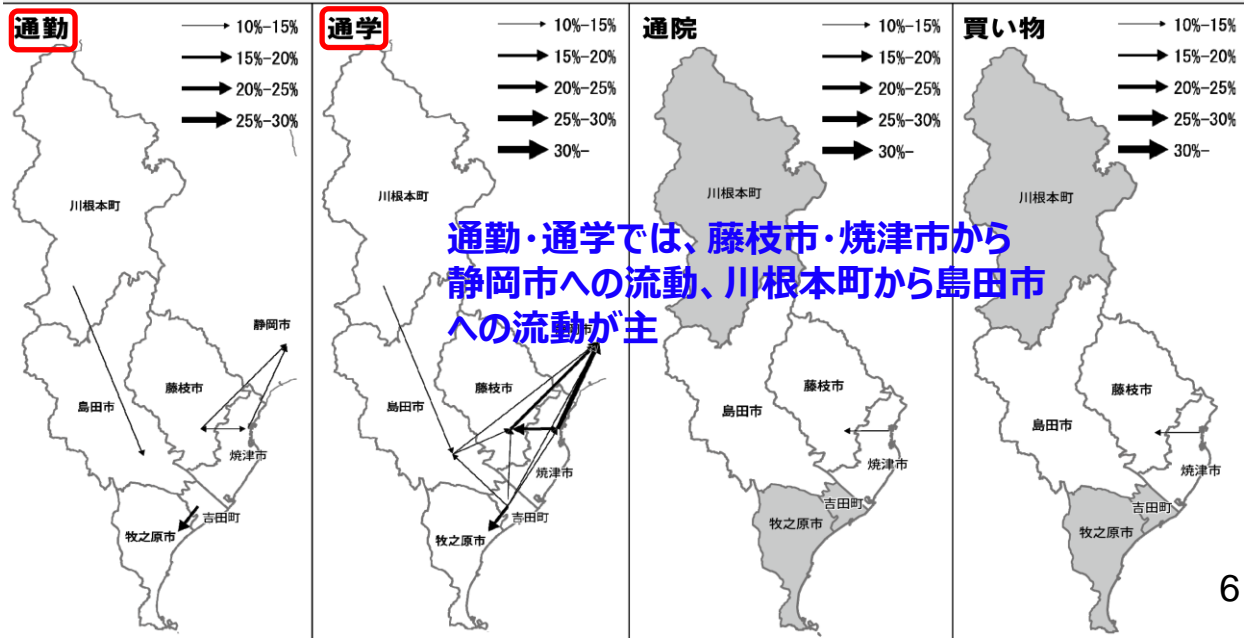 通勤
10%-15%
15%-20%
20%-25%
25%-30%
川根本町
静岡市
藤枝市
島田市
焼津市
吉田町
牧之原市
通学
10%-15%
15%-20%
20%-25%
25%-30%
30%-
川根本町
藤枝市
島田市
焼津市
吉田町
牧之原市
通院
10%-15%
15%-20%
20%-25%
25%-30%
30%-
川根本町
藤枝市
島田市
焼津市
吉田町
牧之原市
買い物
10%-15%
15%-20%
20%-25%
25%-30%
30%-
川根本町
藤枝市
島田市
焼津市
吉田町
牧之原市
通勤・通学では、藤枝市・焼津市から
静岡市への流動、川根本町から島田市
への流動が主
6